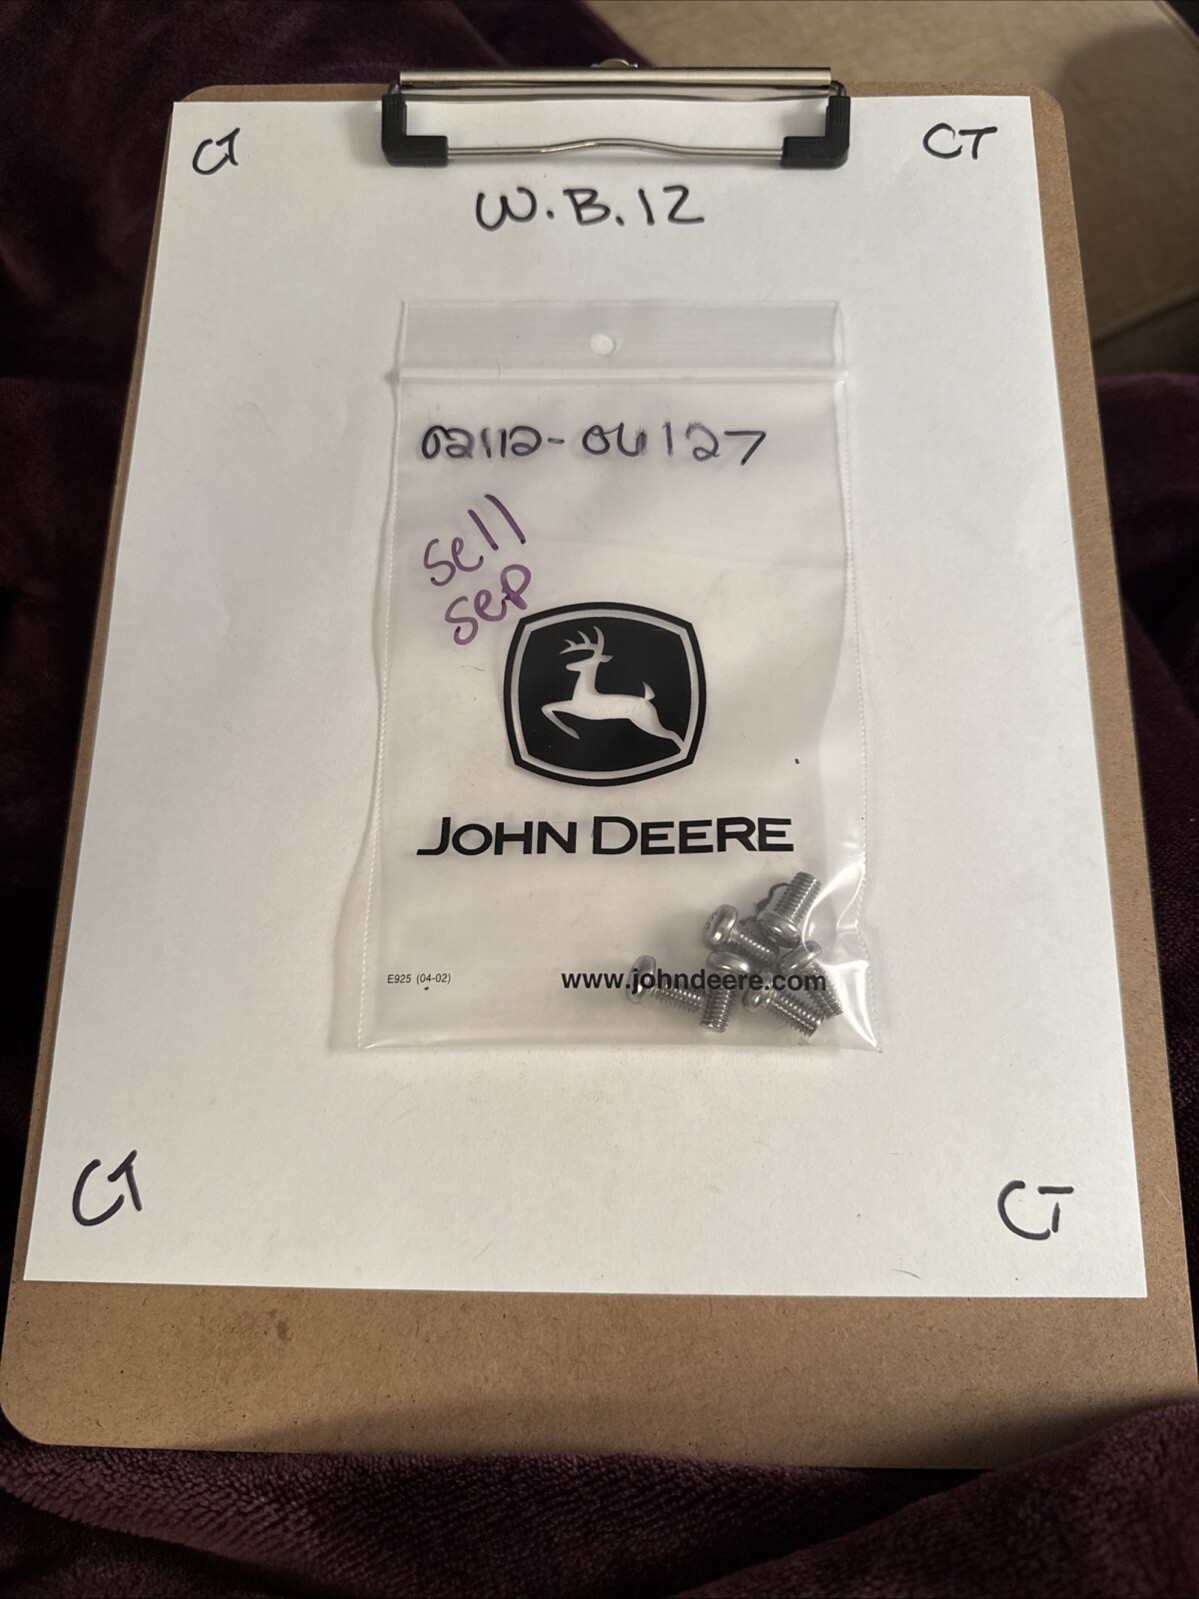 CT
CT
W.B.12
02112-06127
sell
sep
JOHN DEERE
E925 (04-02)
www.johndeere.com
CT
CT